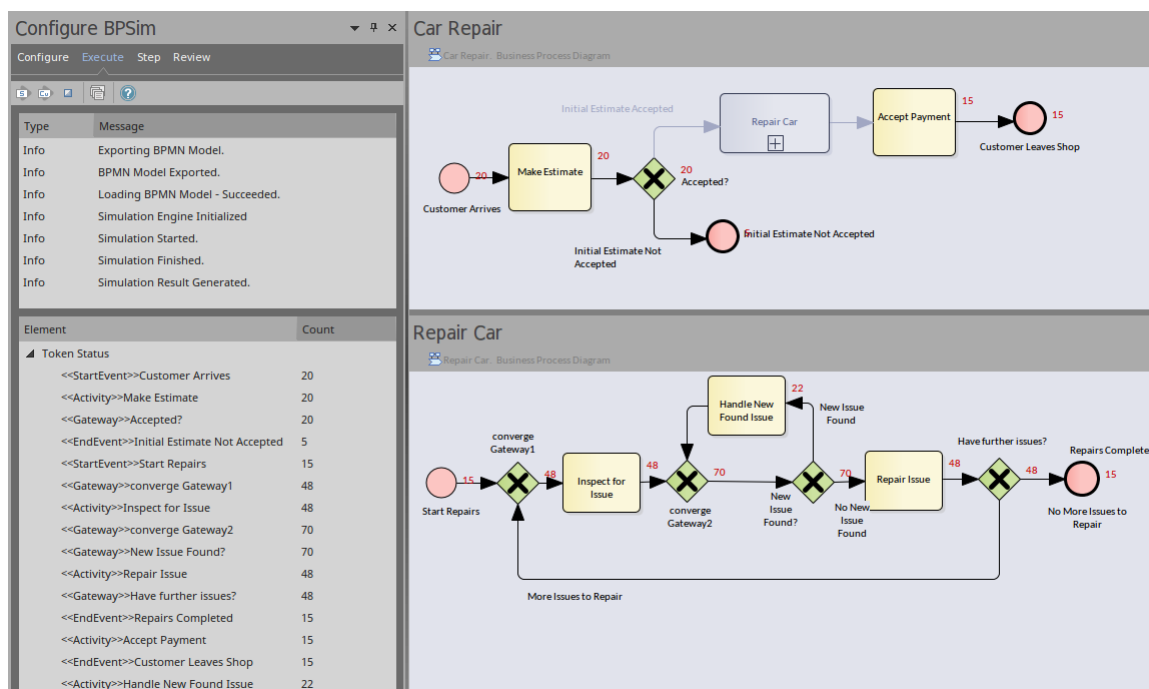 Configure BPSim
Configure Execute Step Review
Type Message
Info Exporting BPMN Model.
Info BPMN Model Exported.
Info Loading BPMN Model - Succeeded.
Info Simulation Engine Initialized
Info Simulation Started.
Info Simulation Finished.
Info Simulation Result Generated.
Element Count
Token Status
<<StartEvent>>Customer Arrives 20
<<Activity>>Make Estimate 20
<<Gateway>>Accepted? 20
<<EndEvent>>Initial Estimate Not Accepted 5
<<StartEvent>>Start Repairs 15
<<Gateway>>converge Gateway1 48
<<Activity>>Inspect for Issue 48
<<Gateway>>converge Gateway2 70
<<Gateway>>New Issue Found? 70
<<Activity>>Repair Issue 48
<<Gateway>>Have further issues? 48
<<EndEvent>>Repairs Completed 15
<<Activity>>Accept Payment 15
<<EndEvent>>Customer Leaves Shop 15
<<Activity>>Handle New Found Issue 22
Car Repair
Car Repair. Business Process Diagram
Initial Estimate Accepted
Repair Car
Accept Payment
15
15
Customer Leaves Shop
20
Customer Arrives
Make Estimate
20
20
Accepted?
5
Initial Estimate Not Accepted
Initial Estimate Not
Accepted
Repair Car
Repair Car. Business Process Diagram
Handle New
Found Issue
22
New Issue
Found
converge
Gateway1
Have further issues?
Repairs Complete
15
Start Repairs
48
Inspect for
Issue
48
converge
Gateway2
70
New
Issue
Found?
70
No New
Issue
Found
Repair Issue
48
48
15
No More Issues to
Repair
More Issues to Repair